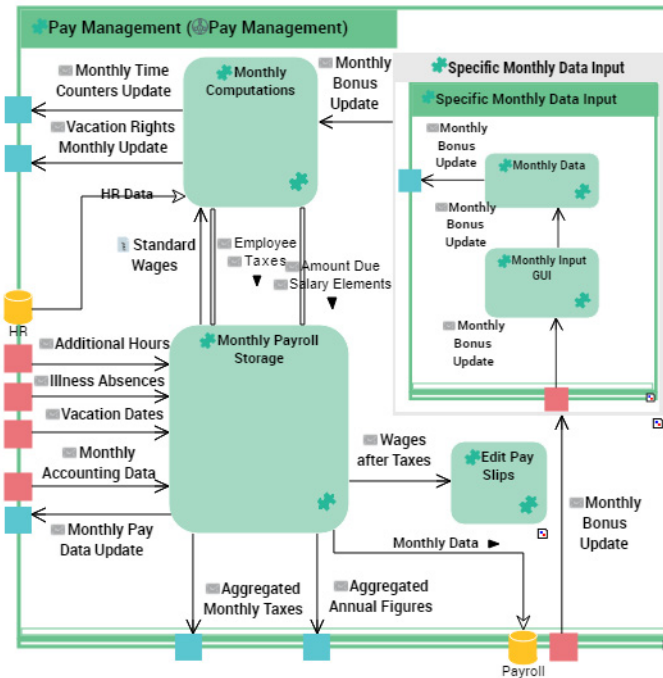 Pay Management (Pay Management)
Monthly Time
Counters Update
Monthly
Computations
Monthly
Bonus
Update
Specific Monthly Data Input
Specific Monthly Data Input
Vacation Rights
Monthly Update
Monthly
Bonus
Update
Monthly Data
HR Data
Monthly
Bonus
Update
Standard
Wages
Employee
Taxes
Amount Due
Salary Elements
Monthly Input
GUI
HR
Monthly
Bonus
Update
Additional Hours
Monthly Payroll
Storage
Illness Absences
Vacation Dates
Monthly
Accounting Data
Wages
after Taxes
Edit Pay
Slips
Monthly
Bonus
Update
Monthly Pay
Data Update
Monthly Data
Aggregated
Monthly Taxes
Aggregated
Annual Figures
Payroll